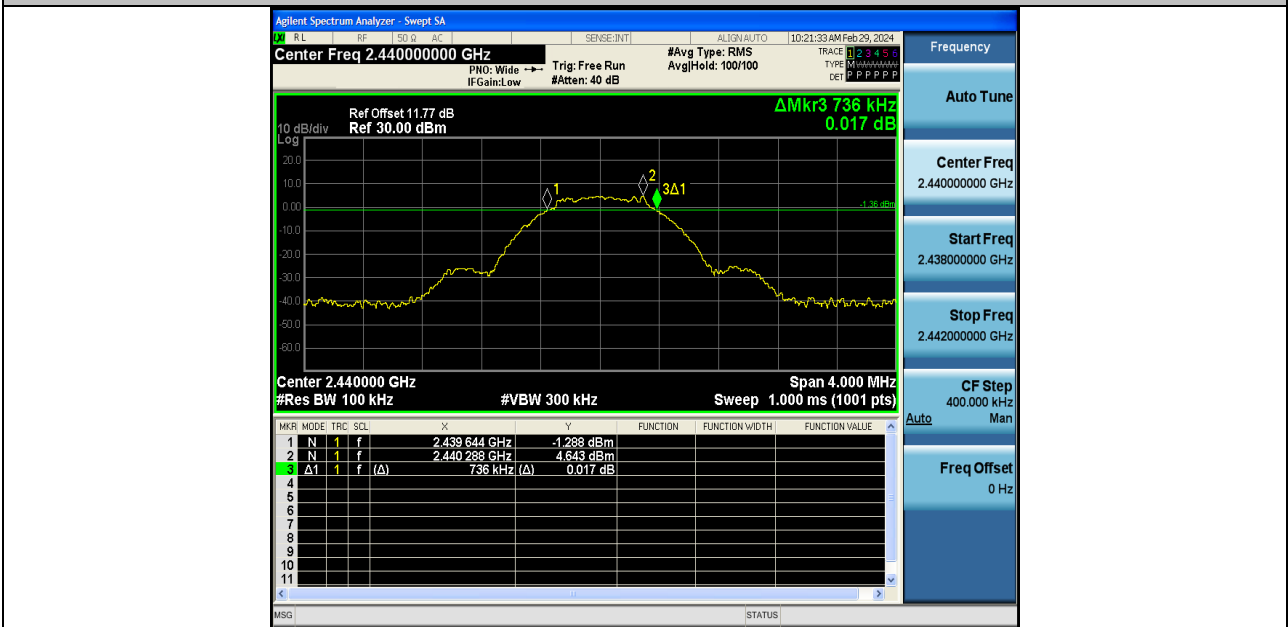 Agilent Spectrum Analyzer - Swept SA
RL RF 50 Ω AC SENSE:INT ALIGN AUTO 10:21:33 AM Feb 29, 2024
Center Freq 2.440000000 GHz
PNO: Wide
IFGain:Low
Trig: Free Run
#Atten: 40 dB
#Avg Type: RMS
Avg|Hold: 100/100
TRACE 1 2 3 4 5 6
TYPE M W W W W W
DET P P P P P P
Frequency
Auto Tune
Center Freq
2.440000000 GHz
Start Freq
2.438000000 GHz
Stop Freq
2.442000000 GHz
CF Step
400.000 kHz
Auto Man
Freq Offset
0 Hz
ΔMkr3 736 kHz
0.017 dB
Ref Offset 11.77 dB
10 dB/div Ref 30.00 dBm
Log
20.0
10.0
0.00
-10.0
-20.0
-30.0
-40.0
-50.0
-60.0
1
2
3Δ1
-1.36 dBm
Center 2.440000 GHz Span 4.000 MHz
#Res BW 100 kHz #VBW 300 kHz Sweep 1.000 ms (1001 pts)
MKR MODE TRC SCL X Y FUNCTION FUNCTION WIDTH FUNCTION VALUE
1 N 1 f 2.439 644 GHz -1.288 dBm
2 N 1 f 2.440 288 GHz 4.643 dBm
3 Δ1 1 f (Δ) 736 kHz (Δ) 0.017 dB
4
5
6
7
8
9
10
11
MSG STATUS